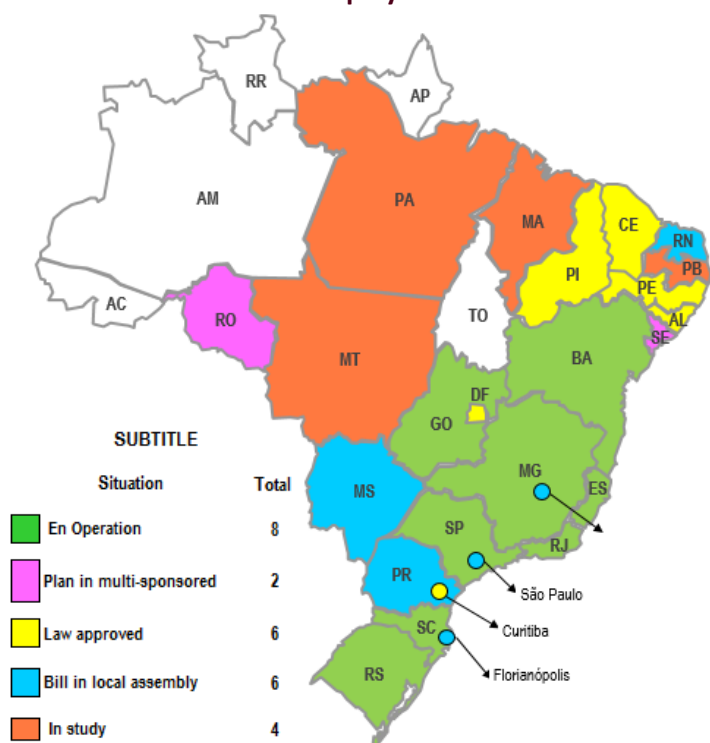 RR
AP
AM
PA
MA
CE
RN
PB
PI
PE
AL
SE
AC
RO
TO
BA
MT
DF
GO
MG
ES
MS
SP
RJ
PR
São Paulo
Curitiba
SC
Florianópolis
RS
SUBTITLE
Situation Total
En Operation 8
Plan in multi-sponsored 2
Law approved 6
Bill in local assembly 6
In study 4